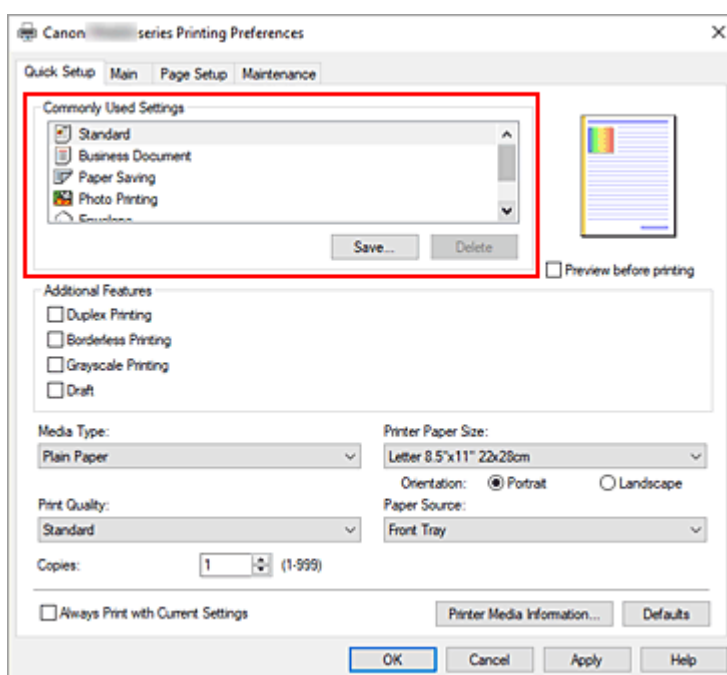 Canon series Printing Preferences
Quick Setup Main Page Setup Maintenance
Commonly Used Settings
Standard
Business Document
Paper Saving
Photo Printing
Save... Delete
Preview before printing
Additional Features
Duplex Printing
Borderless Printing
Grayscale Printing
Draft
Media Type: Printer Paper Size:
Plain Paper Letter 8.5"x11" 22x28cm
Orientation: Portrait Landscape
Print Quality: Paper Source:
Standard Front Tray
Copies: 1 (1-999)
Always Print with Current Settings Printer Media Information... Defaults
OK Cancel Apply Help